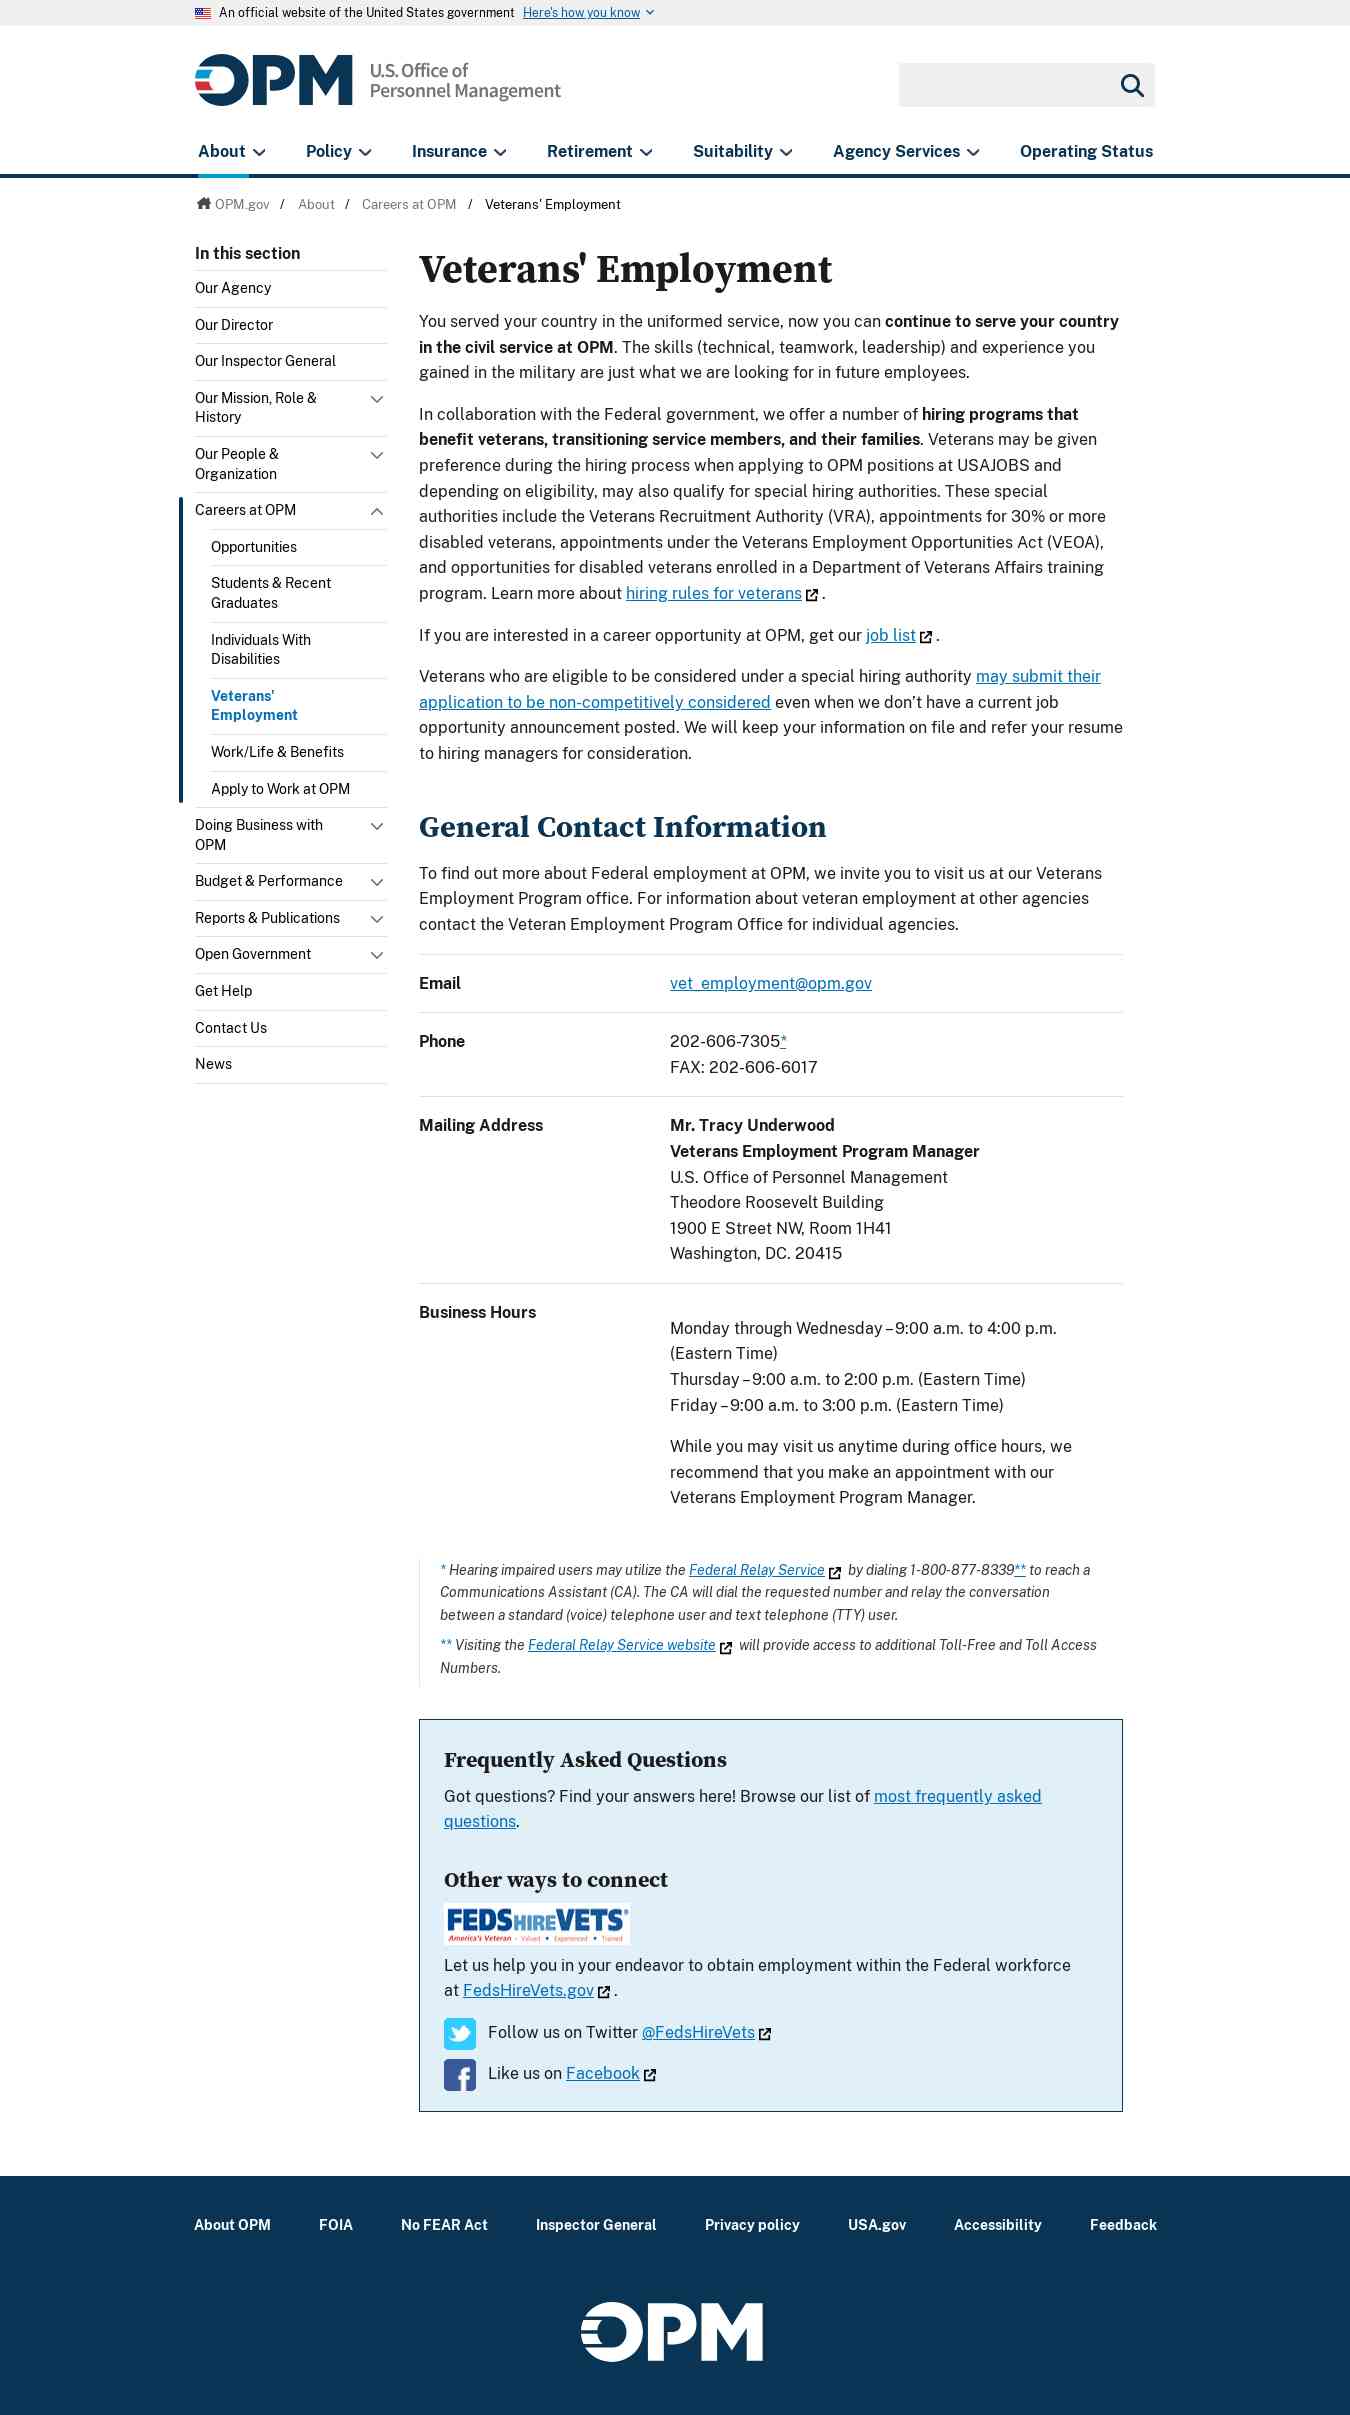 An official website of the United States government Here's how you know
OPM U.S. Office of
Personnel Management
About Policy Insurance Retirement Suitability Agency Services Operating Status
OPM.gov / About / Careers at OPM / Veterans' Employment
In this section
Our Agency
Our Director
Our Inspector General
Our Mission, Role &
History
Our People &
Organization
Careers at OPM
Opportunities
Students & Recent
Graduates
Individuals With
Disabilities
Veterans'
Employment
Work/Life & Benefits
Apply to Work at OPM
Doing Business with
OPM
Budget & Performance
Reports & Publications
Open Government
Get Help
Contact Us
News
Veterans' Employment
You served your country in the uniformed service, now you can continue to serve your country
in the civil service at OPM. The skills (technical, teamwork, leadership) and experience you
gained in the military are just what we are looking for in future employees.
In collaboration with the Federal government, we offer a number of hiring programs that
benefit veterans, transitioning service members, and their families. Veterans may be given
preference during the hiring process when applying to OPM positions at USAJOBS and
depending on eligibility, may also qualify for special hiring authorities. These special
authorities include the Veterans Recruitment Authority (VRA), appointments for 30% or more
disabled veterans, appointments under the Veterans Employment Opportunities Act (VEOA),
and opportunities for disabled veterans enrolled in a Department of Veterans Affairs training
program. Learn more about hiring rules for veterans .
If you are interested in a career opportunity at OPM, get our job list .
Veterans who are eligible to be considered under a special hiring authority may submit their
application to be non-competitively considered even when we don’t have a current job
opportunity announcement posted. We will keep your information on file and refer your resume
to hiring managers for consideration.
General Contact Information
To find out more about Federal employment at OPM, we invite you to visit us at our Veterans
Employment Program office. For information about veteran employment at other agencies
contact the Veteran Employment Program Office for individual agencies.
Email vet_employment@opm.gov
Phone 202-606-7305*
FAX: 202-606-6017
Mailing Address Mr. Tracy Underwood
Veterans Employment Program Manager
U.S. Office of Personnel Management
Theodore Roosevelt Building
1900 E Street NW, Room 1H41
Washington, DC. 20415
Business Hours
Monday through Wednesday – 9:00 a.m. to 4:00 p.m.
(Eastern Time)
Thursday – 9:00 a.m. to 2:00 p.m. (Eastern Time)
Friday – 9:00 a.m. to 3:00 p.m. (Eastern Time)
While you may visit us anytime during office hours, we
recommend that you make an appointment with our
Veterans Employment Program Manager.
* Hearing impaired users may utilize the Federal Relay Service by dialing 1-800-877-8339** to reach a
Communications Assistant (CA). The CA will dial the requested number and relay the conversation
between a standard (voice) telephone user and text telephone (TTY) user.
** Visiting the Federal Relay Service website will provide access to additional Toll-Free and Toll Access
Numbers.
Frequently Asked Questions
Got questions? Find your answers here! Browse our list of most frequently asked
questions.
Other ways to connect
FEDSHIREVETS
America's Veteran - Valued • Experienced • Trained
Let us help you in your endeavor to obtain employment within the Federal workforce
at FedsHireVets.gov .
Follow us on Twitter @FedsHireVets
Like us on Facebook
About OPM FOIA No FEAR Act Inspector General Privacy policy USA.gov Accessibility Feedback
OPM